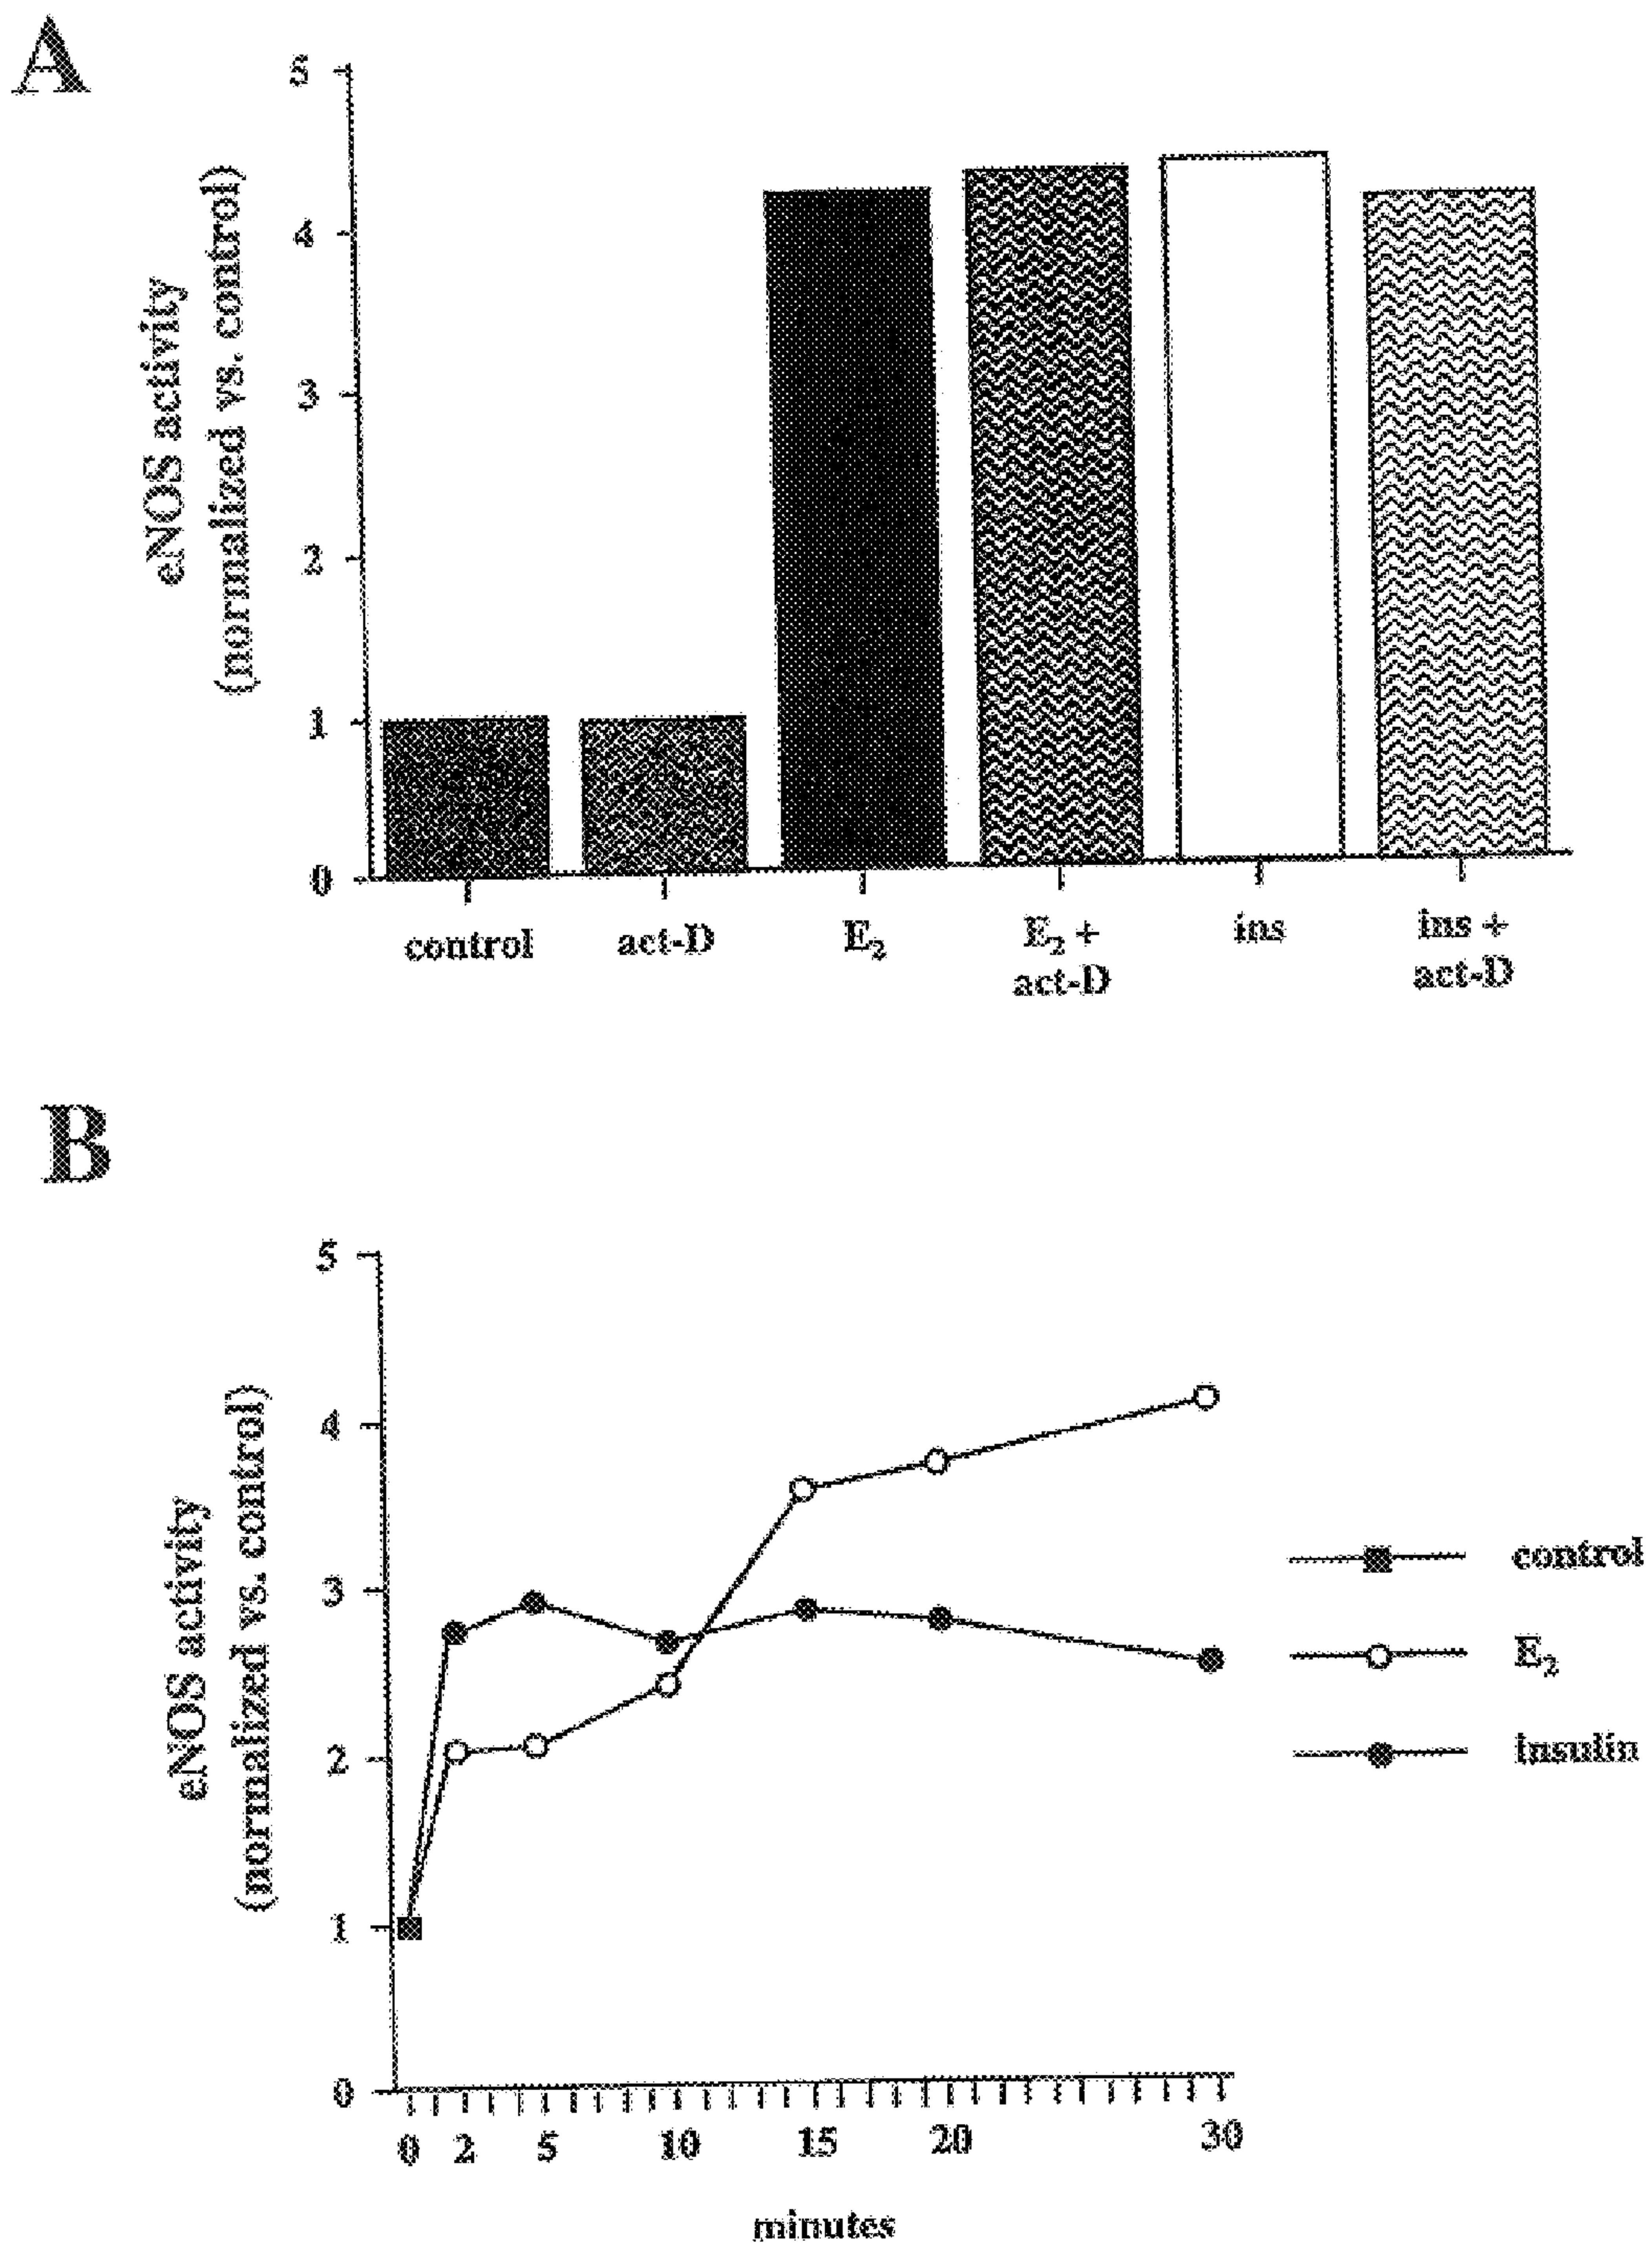 A
eNOS activity
(normalized vs. control)
5
4
3
2
1
0
control
act-D
E₂
E₂ +
act-D
ins
ins +
act-D
B
eNOS activity
(normalized vs. control)
5
4
3
2
1
0
0 2 5 10 15 20 30
minutes
control
E₂
insulin